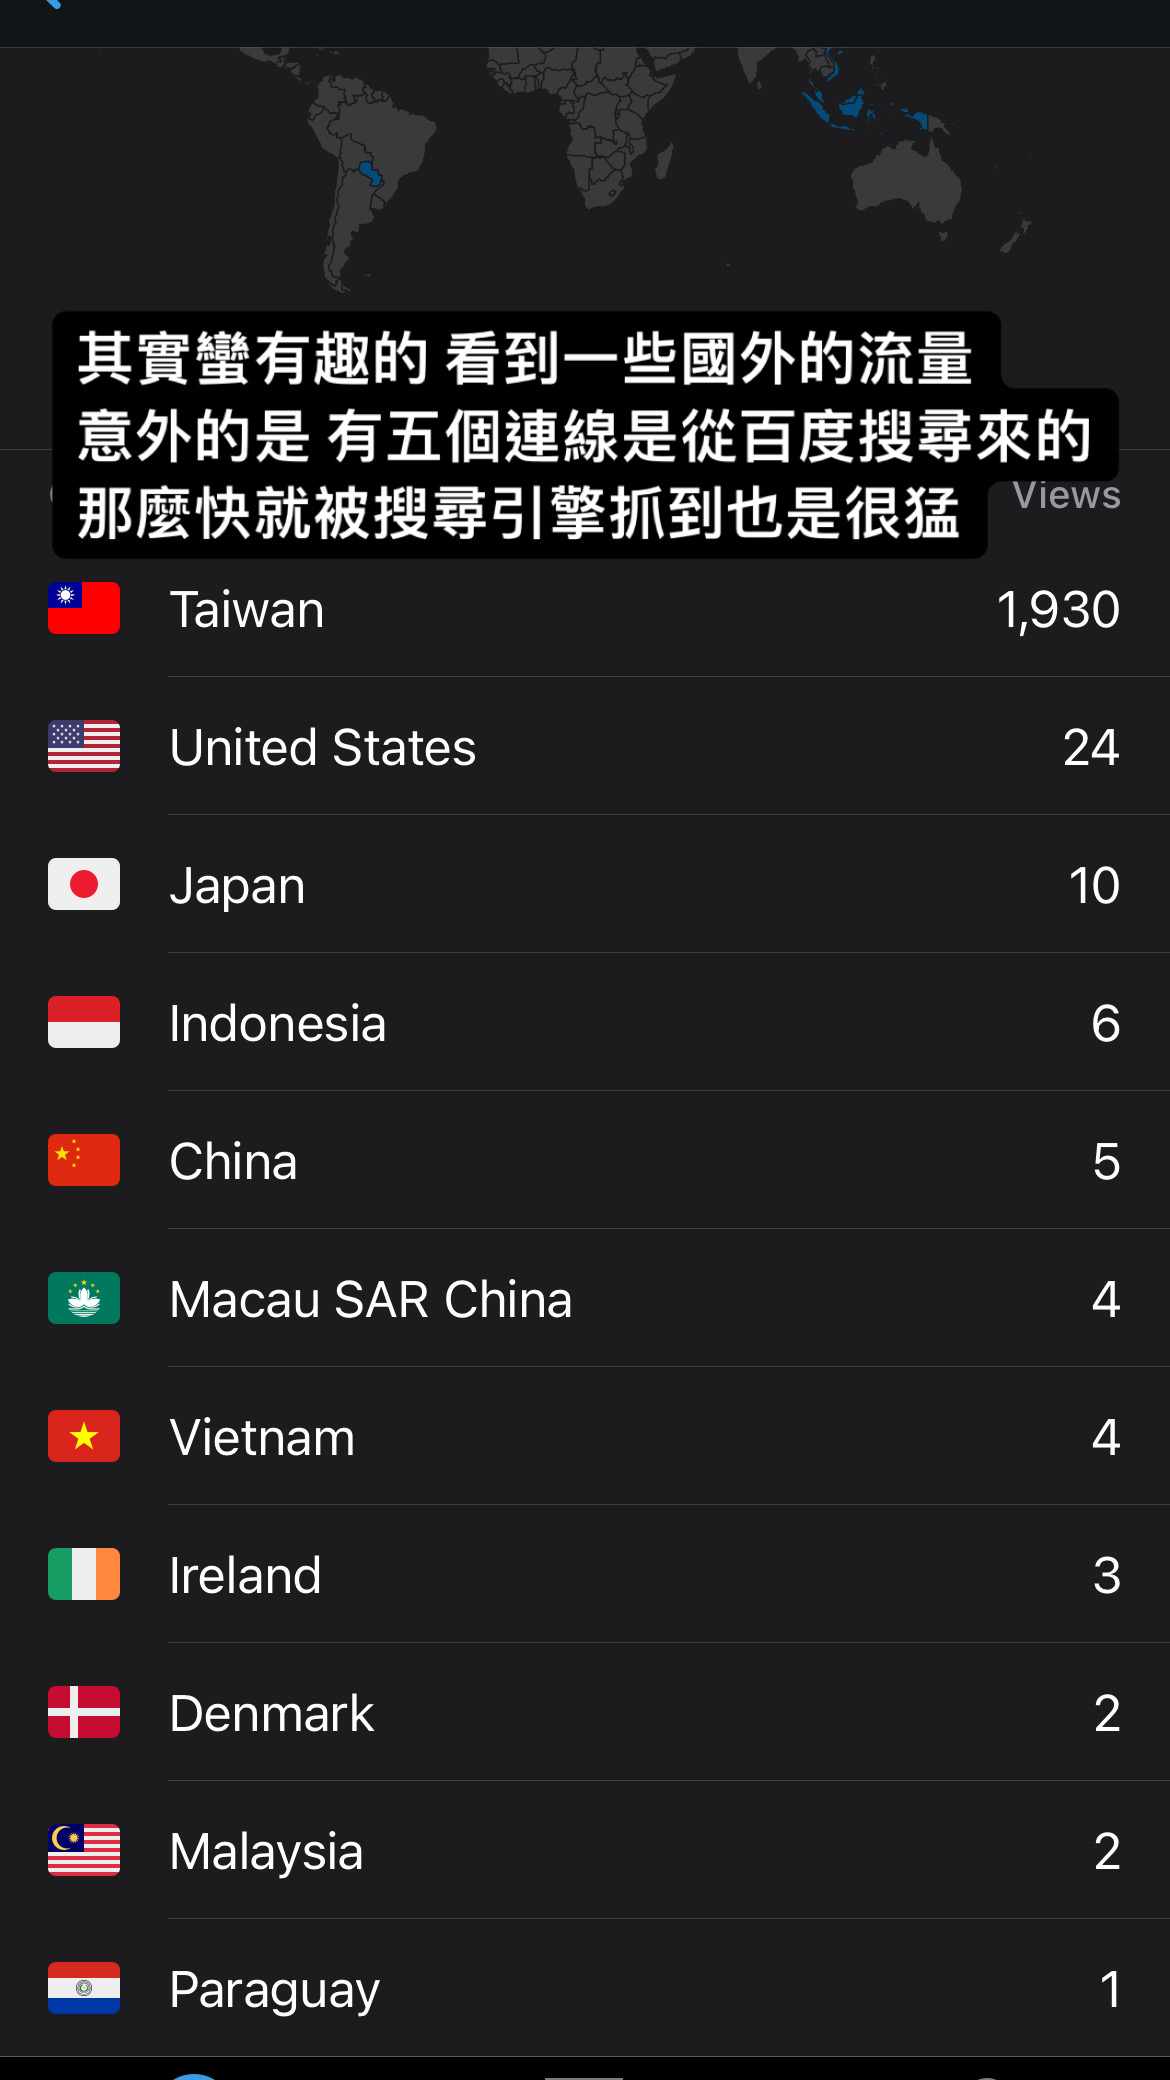 其實蠻有趣的 看到一些國外的流量
意外的是 有五個連線是從百度搜尋來的
那麼快就被搜尋引擎抓到也是很猛
Views
Taiwan 1,930
United States 24
Japan 10
Indonesia 6
China 5
Macau SAR China 4
Vietnam 4
Ireland 3
Denmark 2
Malaysia 2
Paraguay 1